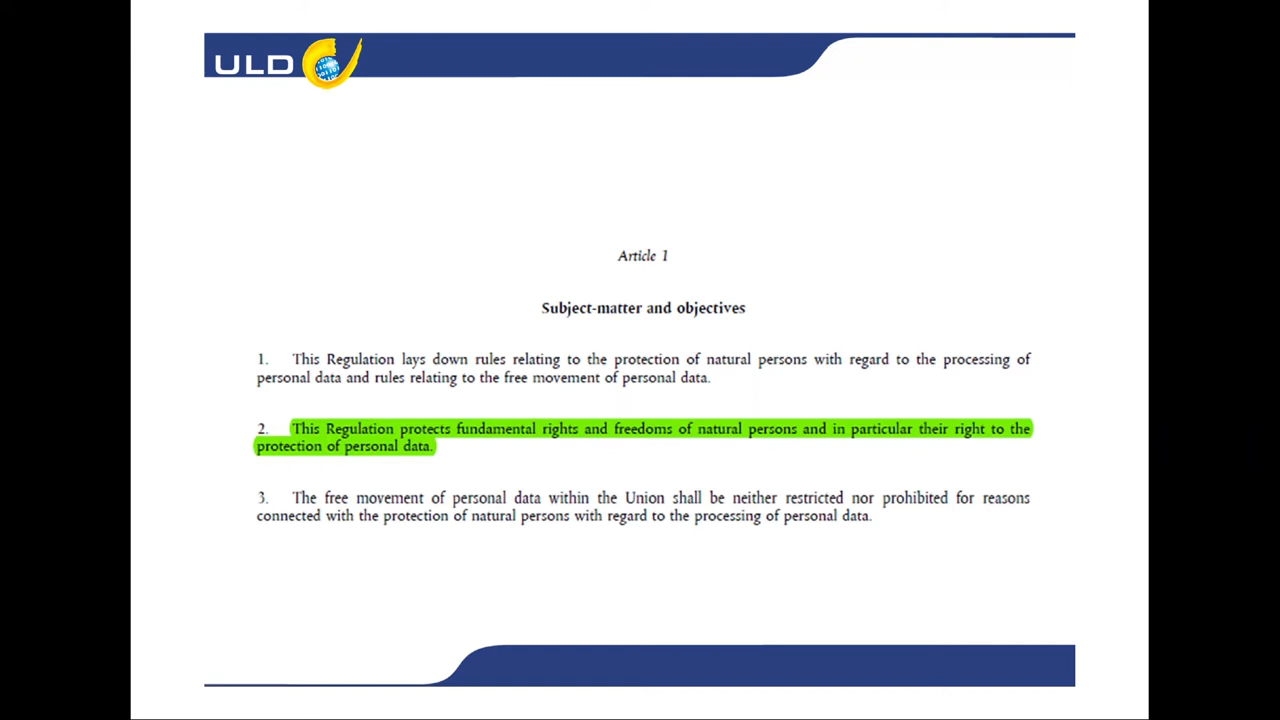 ULD
Article 1
Subject-matter and objectives
1. This Regulation lays down rules relating to the protection of natural persons with regard to the processing of
personal data and rules relating to the free movement of personal data.
2. This Regulation protects fundamental rights and freedoms of natural persons and in particular their right to the
protection of personal data.
3. The free movement of personal data within the Union shall be neither restricted nor prohibited for reasons
connected with the protection of natural persons with regard to the processing of personal data.